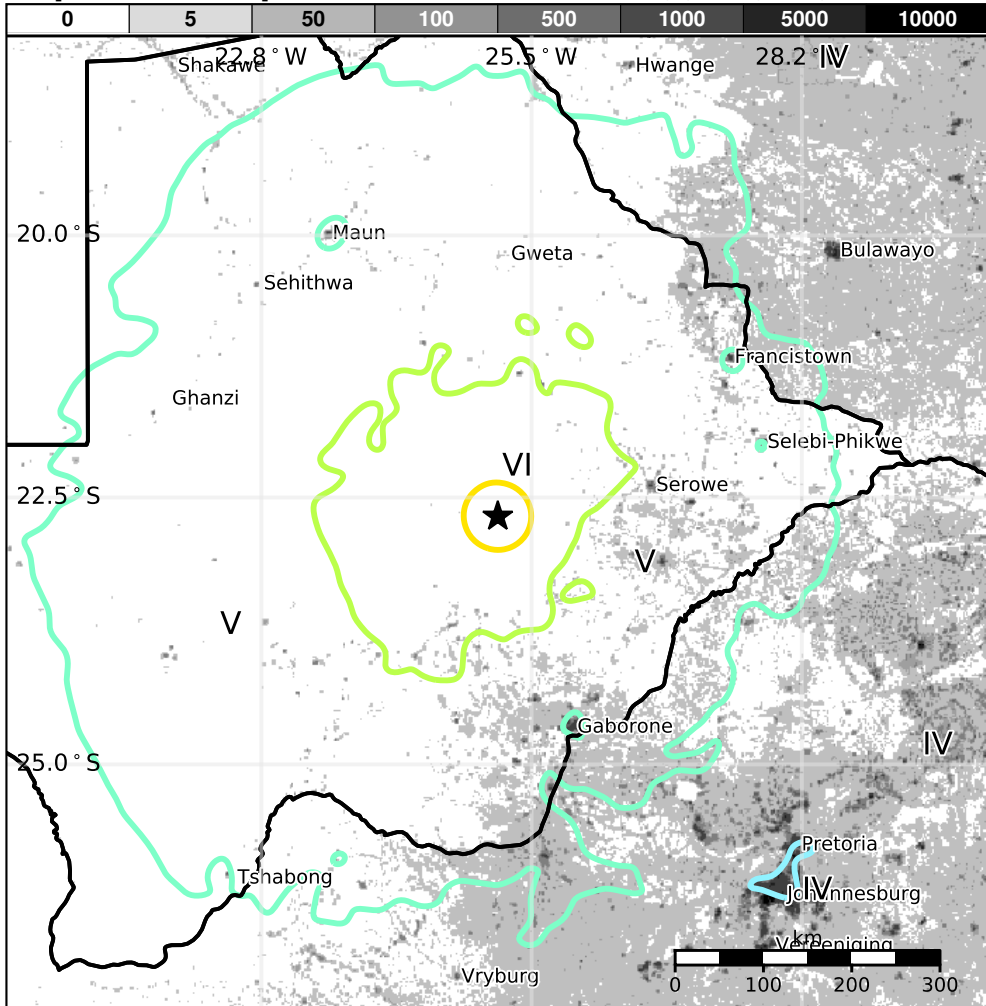 0 5 50 100 500 1000 5000 10000
Shakawe 22.8°W 25.5°W Hwange 28.2° IV
20.0°S Maun Gweta Bulawayo
Sehithwa
Francistown
Ghanzi
Selebi-Phikwe
VI
22.5°S Serowe
V
V
Gaborone
25.0°S IV
Pretoria
Tshabong IV Johannesburg
km
Vereeniging
Vryburg
0 100 200 300